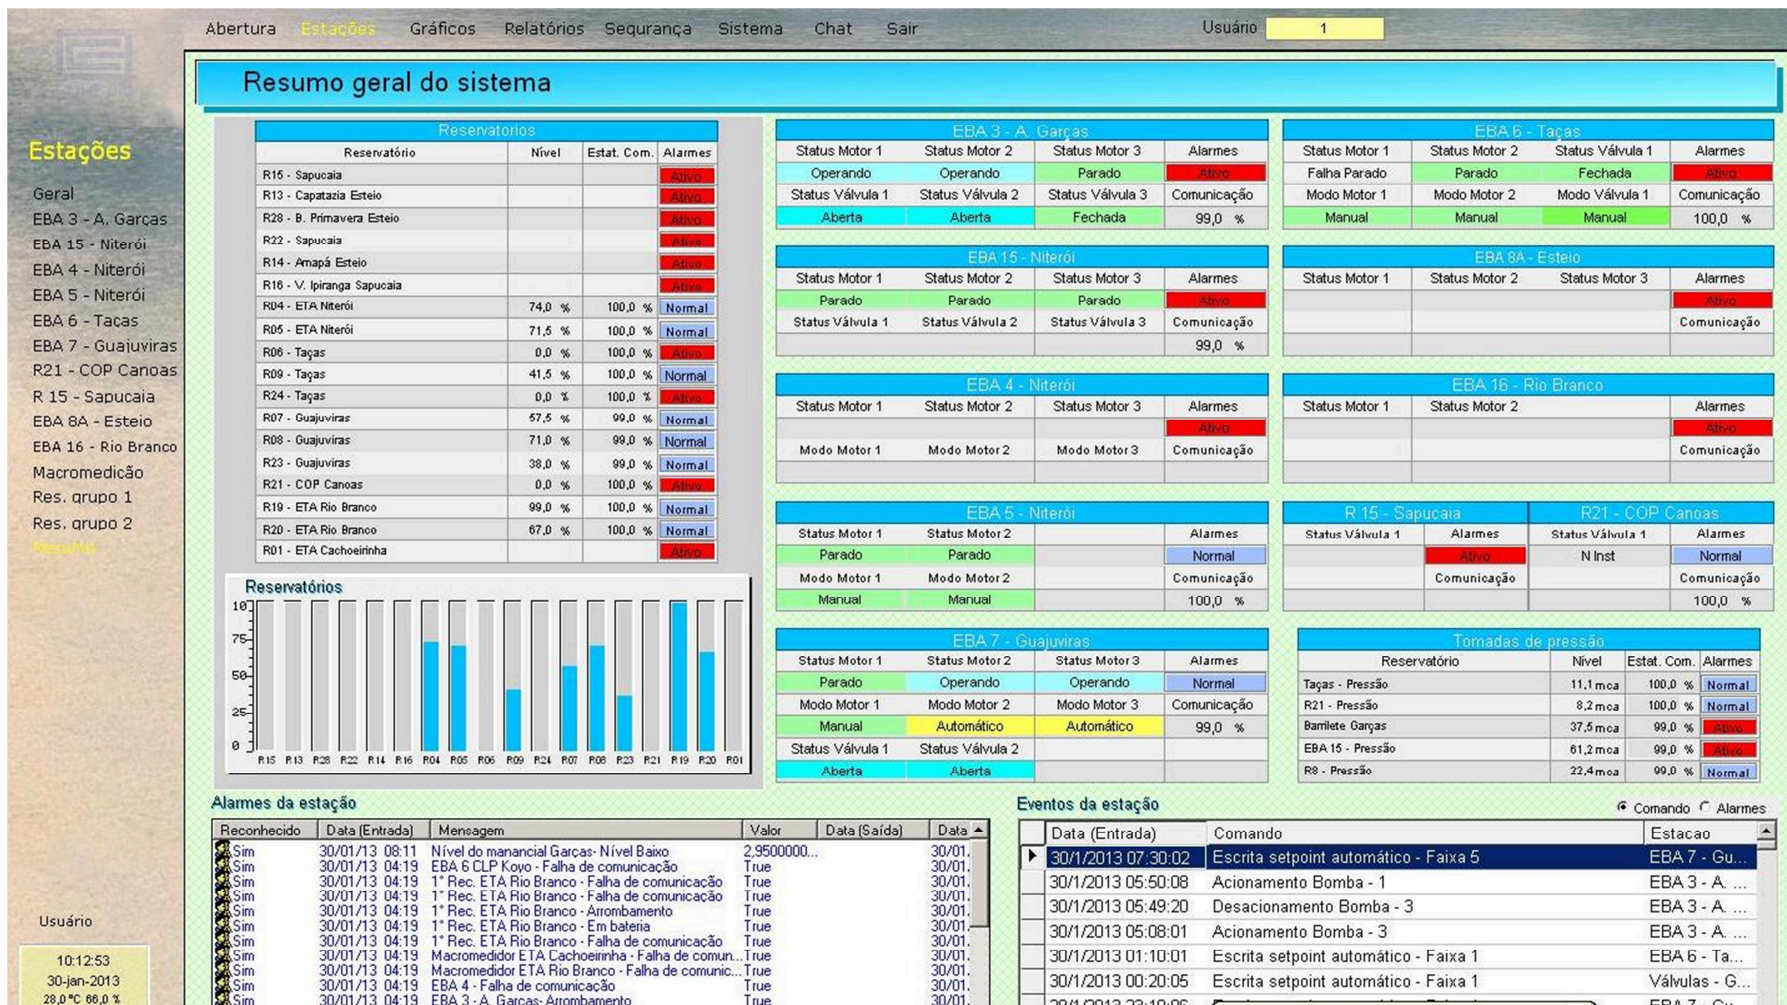 Abertura Estações Gráficos Relatórios Segurança Sistema Chat Sair Usuário 1
Resumo geral do sistema
Estações
Geral
EBA 3 - A. Garças
EBA 15 - Niterói
EBA 4 - Niterói
EBA 5 - Niterói
EBA 6 - Taças
EBA 7 - Guajuviras
R21 - COP Canoas
R 15 - Sapucaia
EBA 8A - Esteio
EBA 16 - Rio Branco
Macromedição
Res. grupo 1
Res. grupo 2
Resumo
Usuário
10:12:53
30-jan-2013
28,0 °C 66,0 %
Reservatorios
Reservatório Nível Estat. Com. Alarmes
R15 - Sapucaia Ativo
R13 - Capatazia Esteio Ativo
R28 - B. Primavera Esteio Ativo
R22 - Sapucaia Ativo
R14 - Amapá Esteio Ativo
R16 - V. Ipiranga Sapucaia Ativo
R04 - ETA Niterói 74,0 % 100,0 % Normal
R05 - ETA Niterói 71,5 % 100,0 % Normal
R06 - Taças 0,0 % 100,0 % Ativo
R09 - Taças 41,5 % 100,0 % Normal
R24 - Taças 0,0 % 100,0 % Ativo
R07 - Guajuviras 57,5 % 99,0 % Normal
R08 - Guajuviras 71,0 % 99,0 % Normal
R23 - Guajuviras 38,0 % 99,0 % Normal
R21 - COP Canoas 0,0 % 100,0 % Ativo
R19 - ETA Rio Branco 99,0 % 100,0 % Normal
R20 - ETA Rio Branco 67,0 % 100,0 % Normal
R01 - ETA Cachoeirinha Ativo
Reservatórios
10
75
50
25
0
R15 R13 R28 R22 R14 R16 R04 R05 R06 R09 R24 R07 R08 R23 R21 R19 R20 R01
EBA 3 - A. Garças
Status Motor 1 Status Motor 2 Status Motor 3 Alarmes
Operando Operando Parado Ativo
Status Válvula 1 Status Válvula 2 Status Válvula 3 Comunicação
Aberta Aberta Fechada 99,0 %
EBA 15 - Niterói
Status Motor 1 Status Motor 2 Status Motor 3 Alarmes
Parado Parado Parado Ativo
Status Válvula 1 Status Válvula 2 Status Válvula 3 Comunicação
99,0 %
EBA 4 - Niterói
Status Motor 1 Status Motor 2 Status Motor 3 Alarmes
Ativo
Modo Motor 1 Modo Motor 2 Modo Motor 3 Comunicação
EBA 5 - Niterói
Status Motor 1 Status Motor 2 Alarmes
Parado Parado Normal
Modo Motor 1 Modo Motor 2 Comunicação
Manual Manual 100,0 %
EBA 7 - Guajuviras
Status Motor 1 Status Motor 2 Status Motor 3 Alarmes
Parado Operando Operando Normal
Modo Motor 1 Modo Motor 2 Modo Motor 3 Comunicação
Manual Automático Automático 99,0 %
Status Válvula 1 Status Válvula 2
Aberta Aberta
EBA 6 - Taças
Status Motor 1 Status Motor 2 Status Válvula 1 Alarmes
Falha Parado Parado Fechada Ativo
Modo Motor 1 Modo Motor 2 Modo Válvula 1 Comunicação
Manual Manual Manual 100,0 %
EBA 8A - Esteio
Status Motor 1 Status Motor 2 Status Motor 3 Alarmes
Ativo
Comunicação
EBA 16 - Rio Branco
Status Motor 1 Status Motor 2 Alarmes
Ativo
Comunicação
R 15 - Sapucaia R21 - COP Canoas
Status Válvula 1 Alarmes Status Válvula 1 Alarmes
Ativo N Inst Normal
Comunicação Comunicação
100,0 %
Tomadas de pressão
Reservatório Nível Estat. Com. Alarmes
Taças - Pressão 11,1 mca 100,0 % Normal
R21 - Pressão 8,2 mca 100,0 % Normal
Barrilete Garças 37,5 mca 99,0 % Ativo
EBA 15 - Pressão 61,2 mca 99,0 % Ativo
R8 - Pressão 22,4 mca 99,0 % Normal
Alarmes da estação
Reconhecido Data (Entrada) Mensagem Valor Data (Saída) Data
Sim 30/01/13 08:11 Nível do manancial Garças- Nível Baixo 2,9500000... 30/01.
Sim 30/01/13 04:19 EBA 6 CLP Koyo - Falha de comunicação True 30/01.
Sim 30/01/13 04:19 1° Rec. ETA Rio Branco - Falha de comunicação True 30/01.
Sim 30/01/13 04:19 1° Rec. ETA Rio Branco - Falha de comunicação True 30/01.
Sim 30/01/13 04:19 1° Rec. ETA Rio Branco - Arrombamento True 30/01.
Sim 30/01/13 04:19 1° Rec. ETA Rio Branco - Em bateria True 30/01.
Sim 30/01/13 04:19 1° Rec. ETA Rio Branco - Falha de comunicação True 30/01.
Sim 30/01/13 04:19 Macromedidor ETA Cachoeirinha - Falha de comun... True 30/01.
Sim 30/01/13 04:19 Macromedidor ETA Rio Branco - Falha de comunic... True 30/01.
Sim 30/01/13 04:19 EBA 4 - Falha de comunicação True 30/01.
Sim 30/01/13 04:19 EBA 3 - A. Garças- Arrombamento True 30/01.
Eventos da estação Comando Alarmes
Data (Entrada) Comando Estacao
30/1/2013 07:30:02 Escrita setpoint automático - Faixa 5 EBA 7 - Gu...
30/1/2013 05:50:08 Acionamento Bomba - 1 EBA 3 - A. ...
30/1/2013 05:49:20 Desacionamento Bomba - 3 EBA 3 - A. ...
30/1/2013 05:08:01 Acionamento Bomba - 3 EBA 3 - A. ...
30/1/2013 01:10:01 Escrita setpoint automático - Faixa 1 EBA 6 - Ta...
30/1/2013 00:20:05 Escrita setpoint automático - Faixa 1 Válvulas - G...